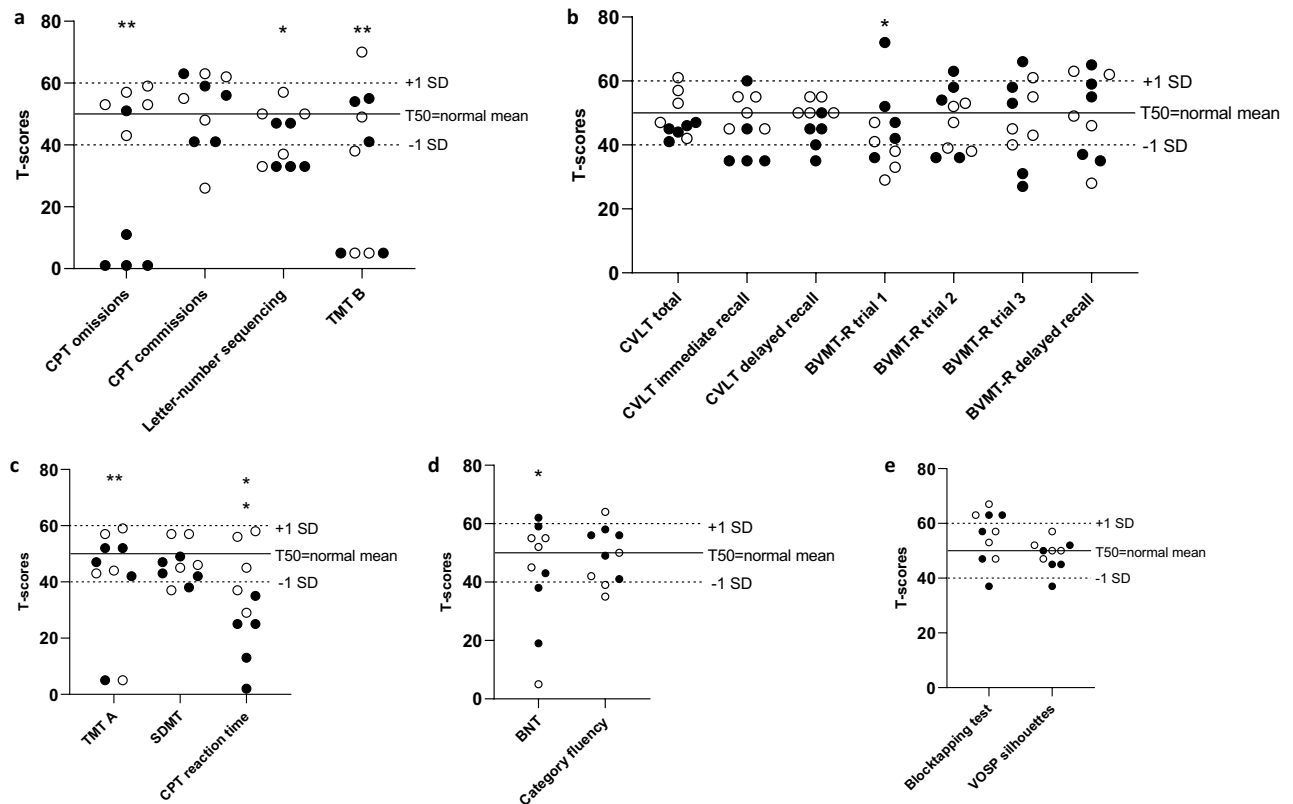 a
**
*
**
80
60
40
20
0
T-scores
+1 SD
T50=normal mean
-1 SD
CPT omissions
CPT commissions
Letter-number sequencing
TMT B
b
*
80
60
40
20
0
T-scores
+1 SD
T50=normal mean
-1 SD
CVLT total
CVLT immediate recall
CVLT delayed recall
BVMT-R trial 1
BVMT-R trial 2
BVMT-R trial 3
BVMT-R delayed recall
c
**
*
*
80
60
40
20
0
T-scores
+1 SD
T50=normal mean
-1 SD
TMT A
SDMT
CPT reaction time
d
*
80
60
40
20
0
T-scores
+1 SD
T50=normal mean
-1 SD
BNT
Category fluency
e
80
60
40
20
0
T-scores
+1 SD
T50=normal mean
-1 SD
Blocktapping test
VOSP silhouettes